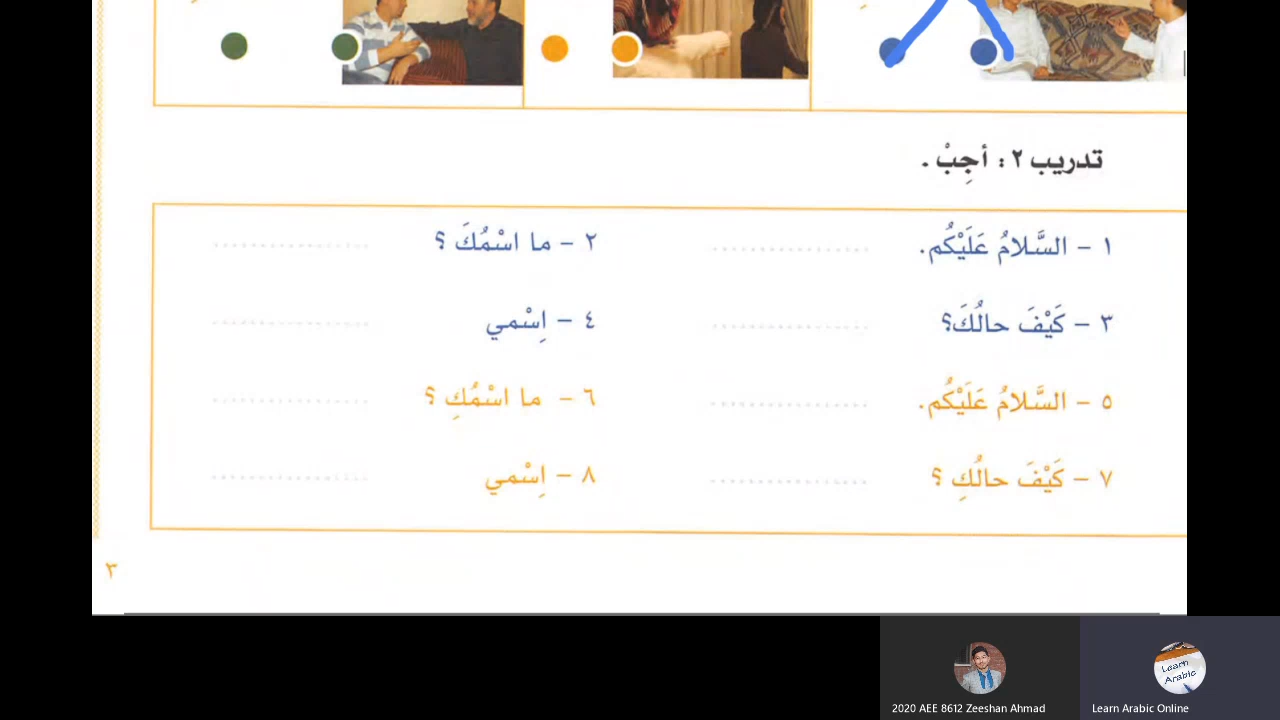 تدريب ٢ : أجِبْ .
١ - السَّلامُ عَلَيْكُم. ....................
٢ - ما اسْمُكَ ؟ ....................
٣ - كَيْفَ حالُكَ؟ ....................
٤ - اِسْمي ....................
٥ - السَّلامُ عَلَيْكُم. ....................
٦ - ما اسْمُكِ ؟ ....................
٧ - كَيْفَ حالُكِ ؟ ....................
٨ - اِسْمي ....................
٣
2020 AEE 8612 Zeeshan Ahmad
Learn Arabic Online
Learn
Arabic